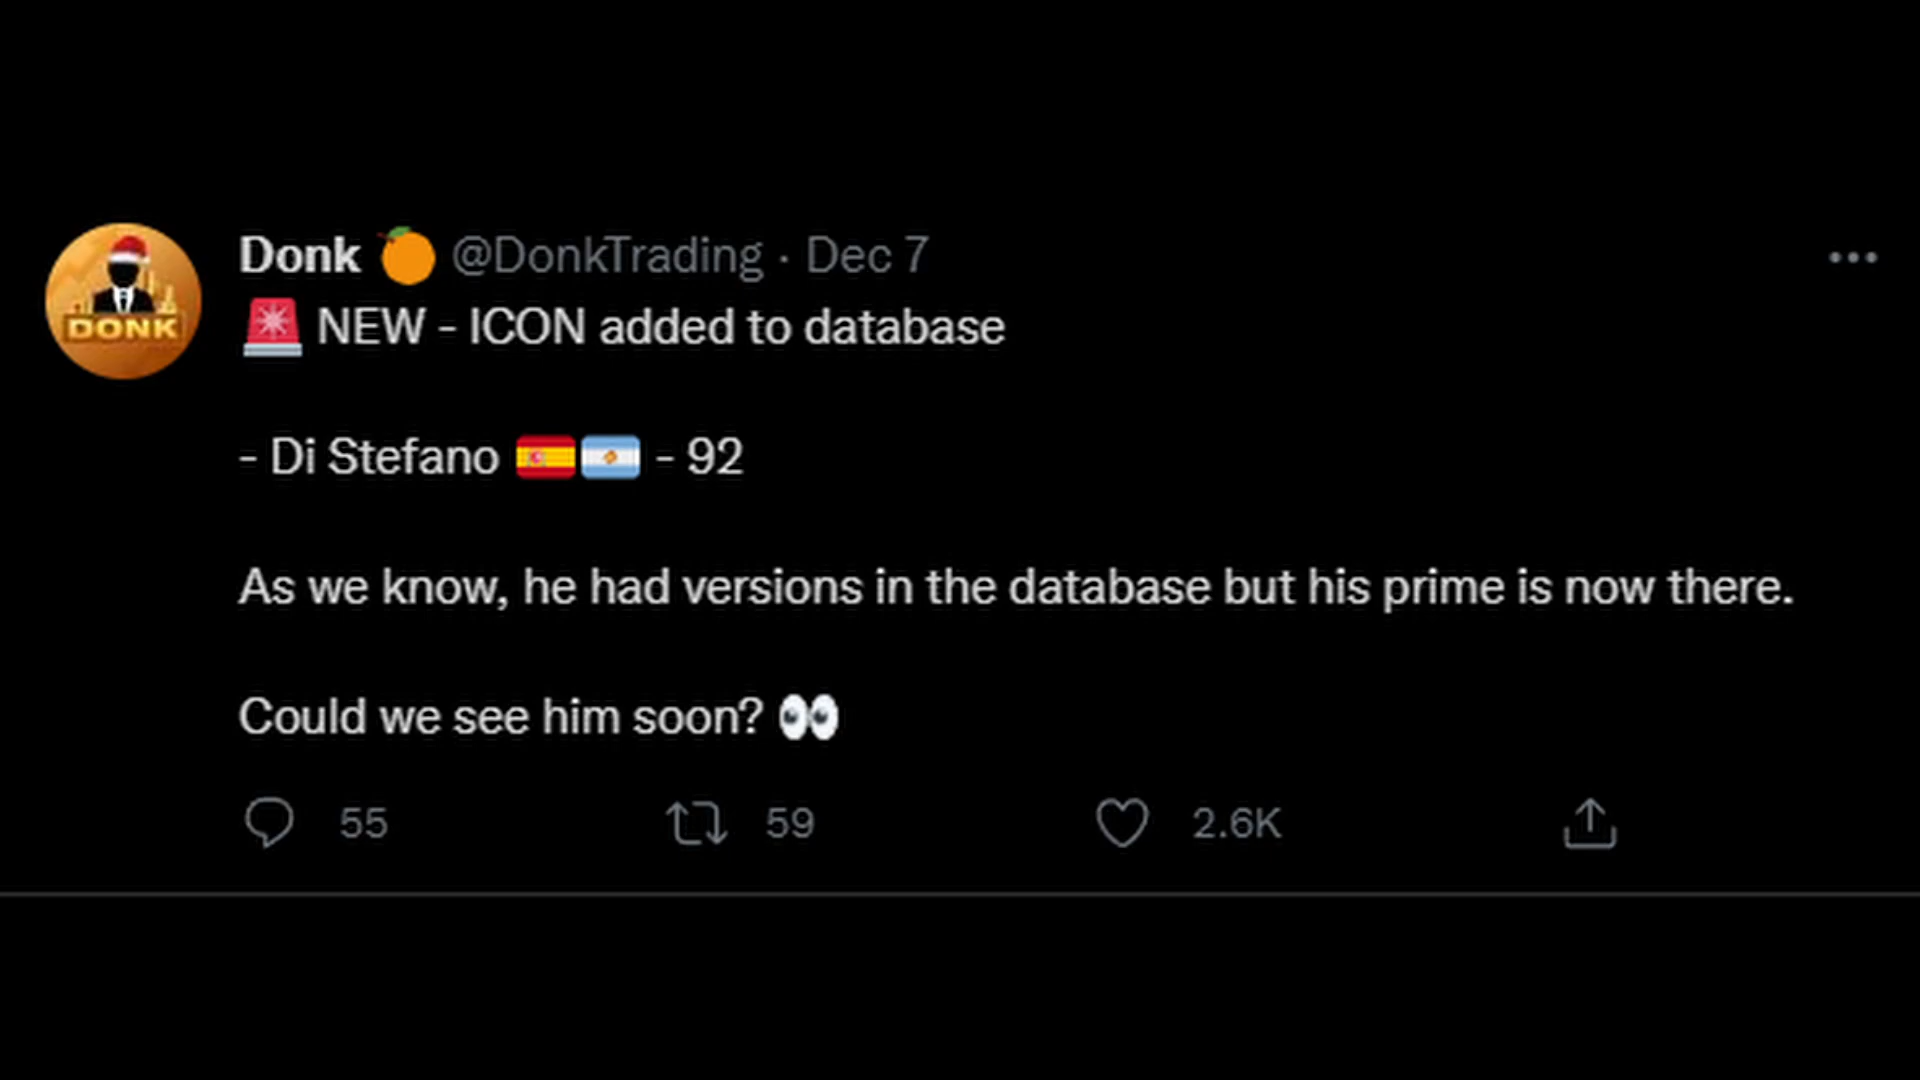 DONK
Donk 🍊 @DonkTrading · Dec 7
🚨 NEW - ICON added to database
- Di Stefano 🇪🇸🇦🇷 - 92
As we know, he had versions in the database but his prime is now there.
Could we see him soon? 👀
55 59 2.6K